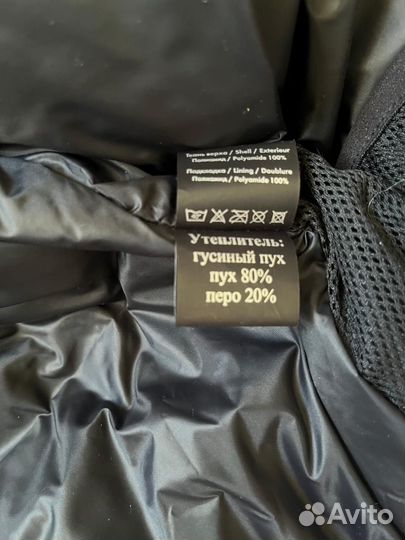 Ткань верха / Shell / Exterieur
Полиамид / Polyamide 100%
Подкладка / Lining / Doublure
Полиамид / Polyamide 100%
Утеплитель:
гусиный пух
пух 80%
перо 20%
Avito